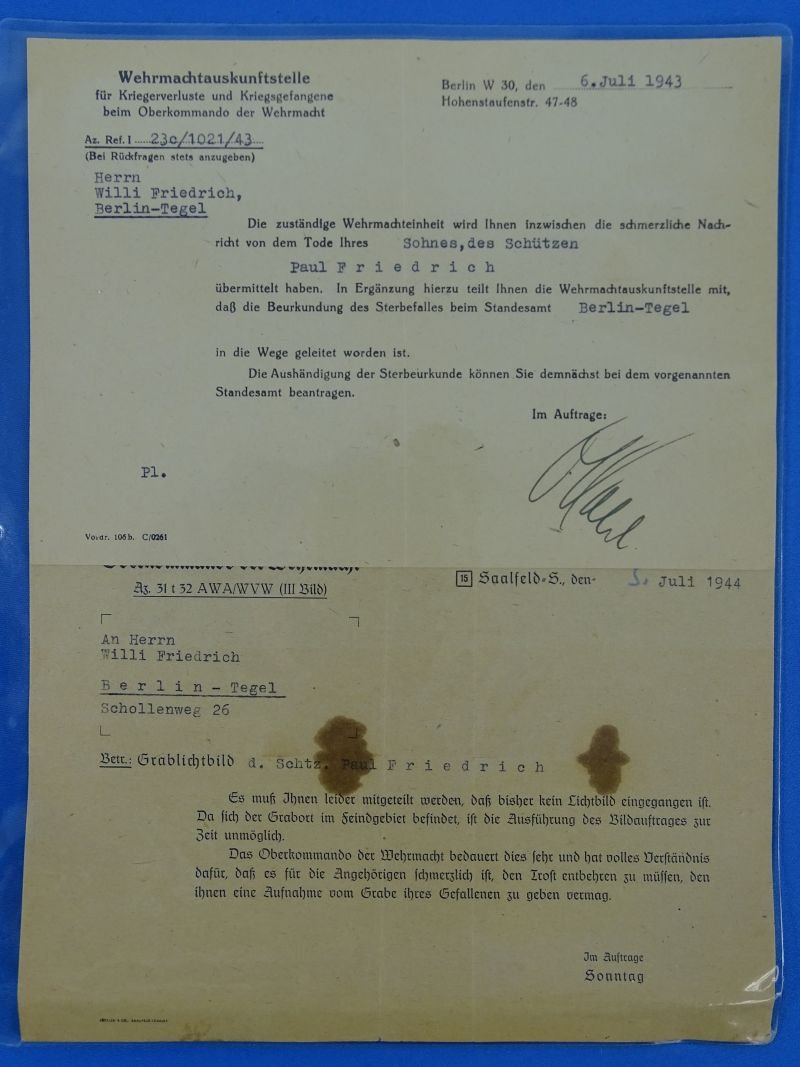 Wehrmachtauskunftstelle
für Kriegerverluste und Kriegsgefangene
beim Oberkommando der Wehrmacht
Berlin W 30, den 6.Juli 1943
Hohenstaufenstr. 47-48
Az. Ref. I ..... 23c/1021/43....
(Bei Rückfragen stets anzugeben)
Herrn
Willi Friedrich,
Berlin-Tegel
Die zuständige Wehrmachteinheit wird Ihnen inzwischen die schmerzliche Nach-
richt von dem Tode Ihres Sohnes,des Schützen
Paul F r i e d r i c h
übermittelt haben. In Ergänzung hierzu teilt Ihnen die Wehrmachtauskunftstelle mit,
daß die Beurkundung des Sterbefalles beim Standesamt Berlin-Tegel
in die Wege geleitet worden ist.
Die Aushändigung der Sterbeurkunde können Sie demnächst bei dem vorgenannten
Standesamt beantragen.
Im Auftrage:
Pl.
Vordr. 106b. C/0261
Az. 31 t 32 AWA/WVW (III Bild)
15 Saalfeld-S., den- 5. Juli 1944
An Herrn
Willi Friedrich
B e r l i n - Tegel
Schollenweg 26
Betr.: Grablichtbild d. Schtz. Paul F r i e d r i c h
Es muß Ihnen leider mitgeteilt werden, daß bisher kein Lichtbild eingegangen ist.
Da sich der Grabort im Feindgebiet befindet, ist die Ausführung des Bildauftrages zur
Zeit unmöglich.
Das Oberkommando der Wehrmacht bedauert dies sehr und hat volles Verständnis
dafür, daß es für die Angehörigen schmerzlich ist, den Trost entbehren zu müssen, den
ihnen eine Aufnahme vom Grabe ihres Gefallenen zu geben vermag.
Im Auftrage
Sonntag